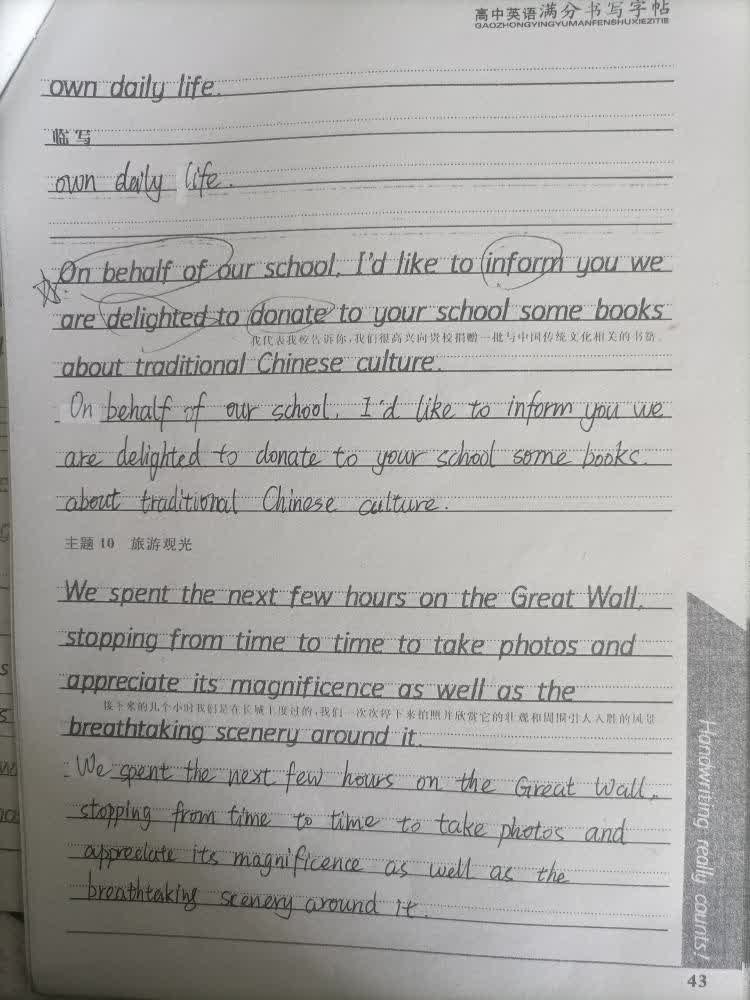 高中英语满分书写字帖
GAOZHONGYINGYUMANFENSHUXIEZITIE
own daily life.
临写
own daily life.
On behalf of our school, I'd like to inform you we
are delighted to donate to your school some books
我代表我校告诉你,我们很高兴向贵校捐赠一批与中国传统文化相关的书籍。
about traditional Chinese culture.
On behalf of our school, I'd like to inform you we
are delighted to donate to your school some books.
about traditional Chinese culture.
主题 10 旅游观光
We spent the next few hours on the Great Wall,
stopping from time to time to take photos and
appreciate its magnificence as well as the
接下来的几个小时我们是在长城上度过的,我们一次次停下来拍照并欣赏它的壮观和周围引人入胜的风景
breathtaking scenery around it.
We spent the next few hours on the Great Wall,
stopping from time to time to take photos and
appreciate its magnificence as well as the
breathtaking scenery around it.
Handwriting really counts!
43